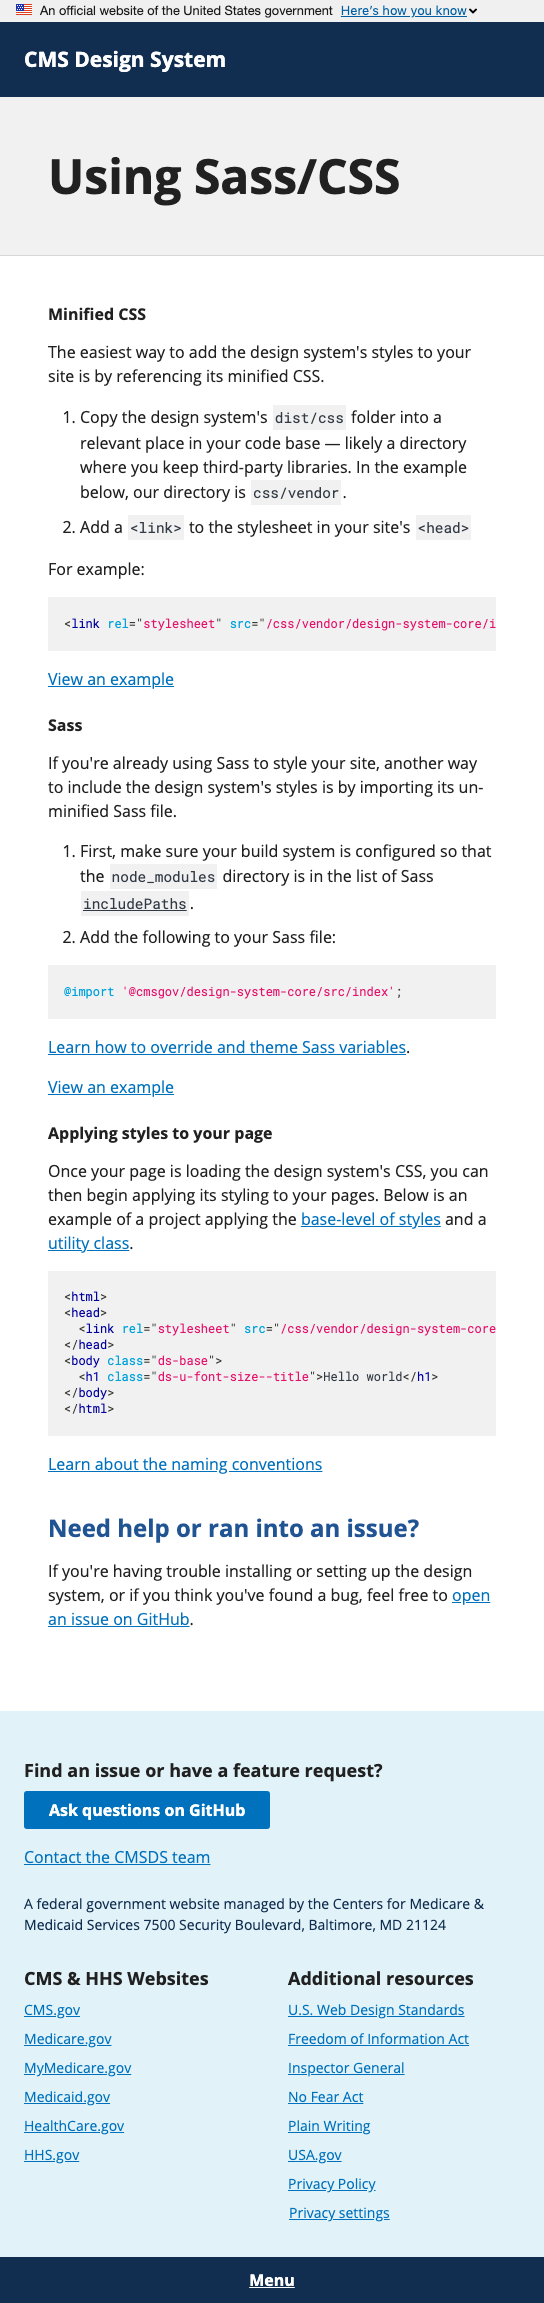 An official website of the United States government Here's how you know
CMS Design System
Using Sass/CSS
Minified CSS
The easiest way to add the design system's styles to your
site is by referencing its minified CSS.
1. Copy the design system's dist/css folder into a
relevant place in your code base — likely a directory
where you keep third-party libraries. In the example
below, our directory is css/vendor.
2. Add a <link> to the stylesheet in your site's <head>
For example:
<link rel="stylesheet" src="/css/vendor/design-system-core/i
View an example
Sass
If you're already using Sass to style your site, another way
to include the design system's styles is by importing its un-
minified Sass file.
1. First, make sure your build system is configured so that
the node_modules directory is in the list of Sass
includePaths.
2. Add the following to your Sass file:
@import '@cmsgov/design-system-core/src/index';
Learn how to override and theme Sass variables.
View an example
Applying styles to your page
Once your page is loading the design system's CSS, you can
then begin applying its styling to your pages. Below is an
example of a project applying the base-level of styles and a
utility class.
<html>
<head>
<link rel="stylesheet" src="/css/vendor/design-system-core
</head>
<body class="ds-base">
<h1 class="ds-u-font-size--title">Hello world</h1>
</body>
</html>
Learn about the naming conventions
Need help or ran into an issue?
If you're having trouble installing or setting up the design
system, or if you think you've found a bug, feel free to open
an issue on GitHub.
Find an issue or have a feature request?
Ask questions on GitHub
Contact the CMSDS team
A federal government website managed by the Centers for Medicare &
Medicaid Services 7500 Security Boulevard, Baltimore, MD 21124
CMS & HHS Websites
CMS.gov
Medicare.gov
MyMedicare.gov
Medicaid.gov
HealthCare.gov
HHS.gov
Additional resources
U.S. Web Design Standards
Freedom of Information Act
Inspector General
No Fear Act
Plain Writing
USA.gov
Privacy Policy
Privacy settings
Menu